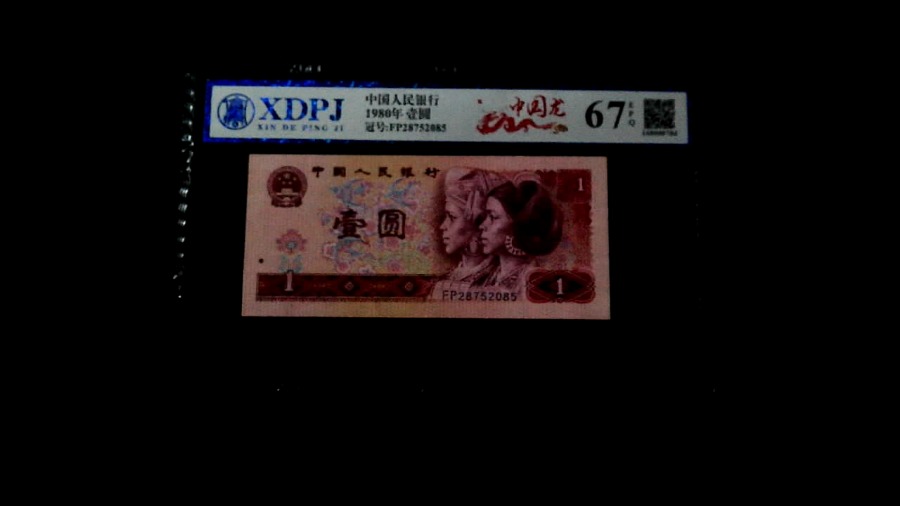 XDPJ
XIN DE PING JI
中国人民银行
1980年 壹圆
冠号:FP28752085
中国龙
67
EPQ
中国人民银行
1
壹圆
1
FP28752085
1